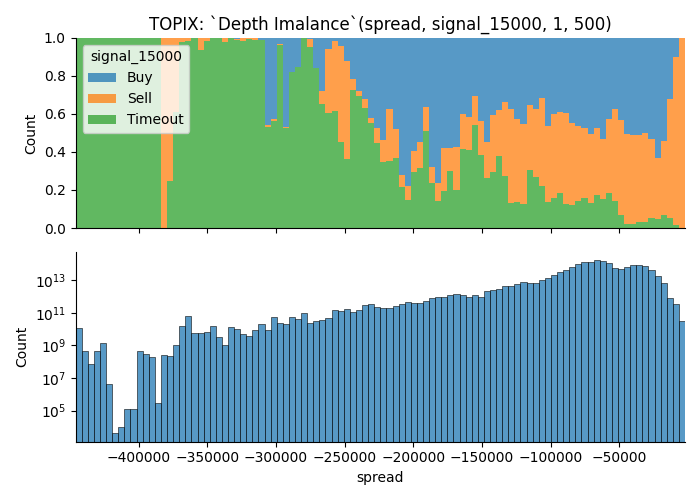 TOPIX: `Depth Imalance`(spread, signal_15000, 1, 500)
1.0
0.8
0.6
0.4
0.2
0.0
Count
signal_15000
Buy
Sell
Timeout
10^13
10^11
10^9
10^7
10^5
Count
−400000 −350000 −300000 −250000 −200000 −150000 −100000 −50000
spread